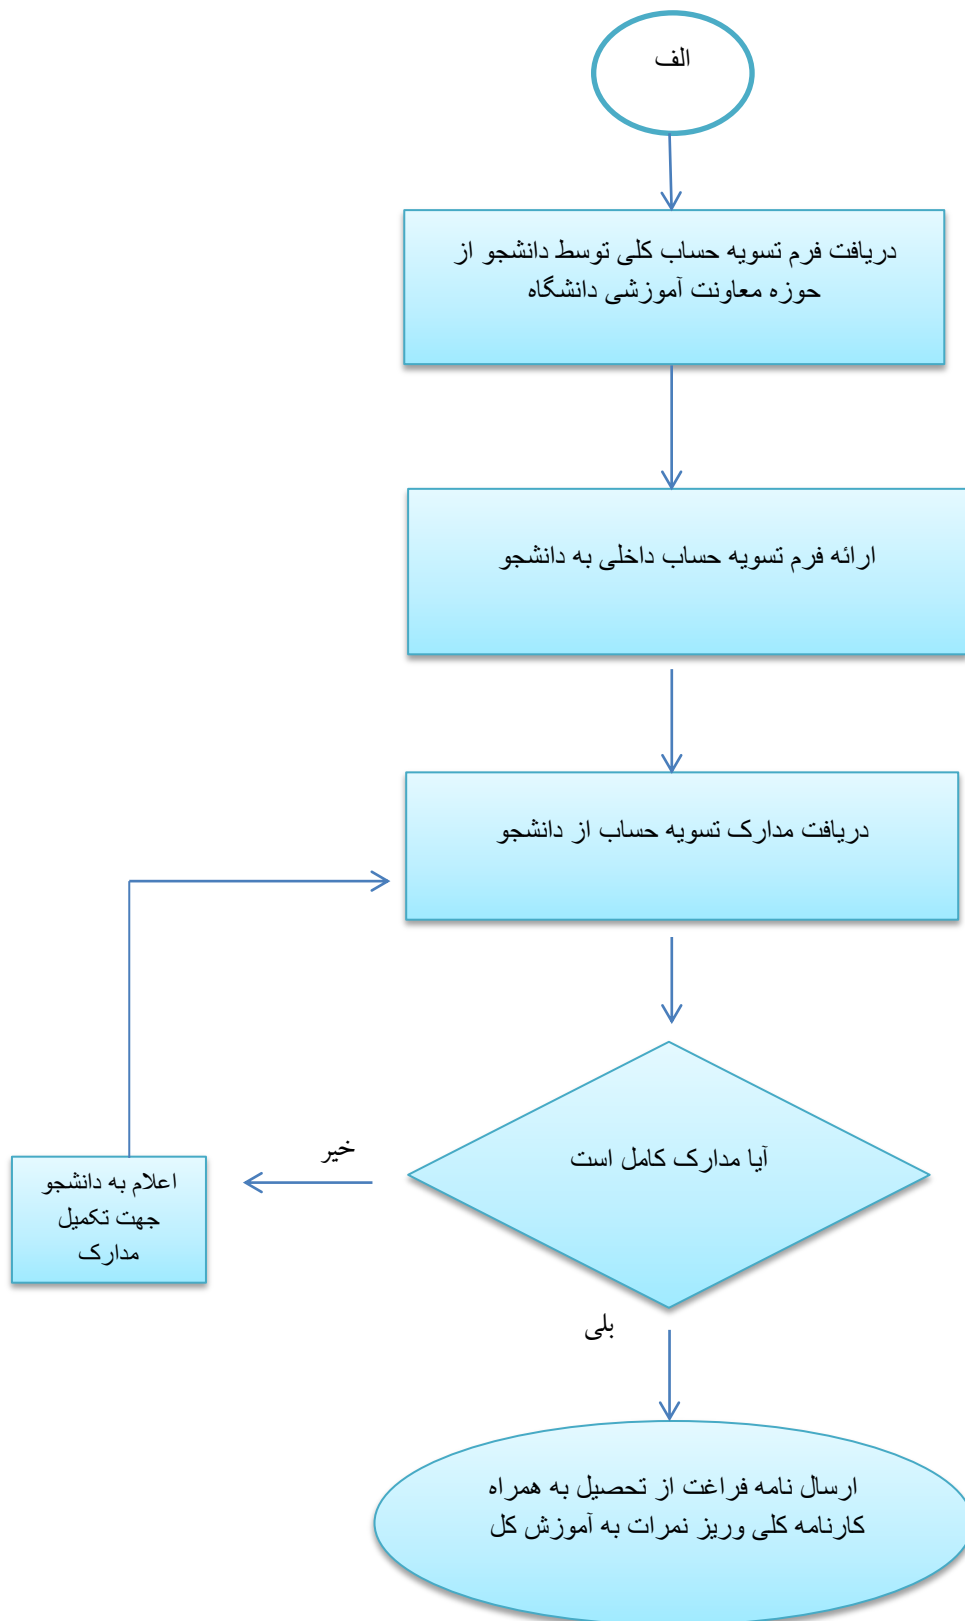 الف
دریافت فرم تسویه حساب کلی توسط دانشجو از
حوزه معاونت آموزشی دانشگاه
ارائه فرم تسویه حساب داخلی به دانشجو
دریافت مدارک تسویه حساب از دانشجو
آیا مدارک کامل است
خیر
اعلام به دانشجو
جهت تکمیل
مدارک
بلی
ارسال نامه فراغت از تحصیل به همراه
کارنامه کلی وریز نمرات به آموزش کل